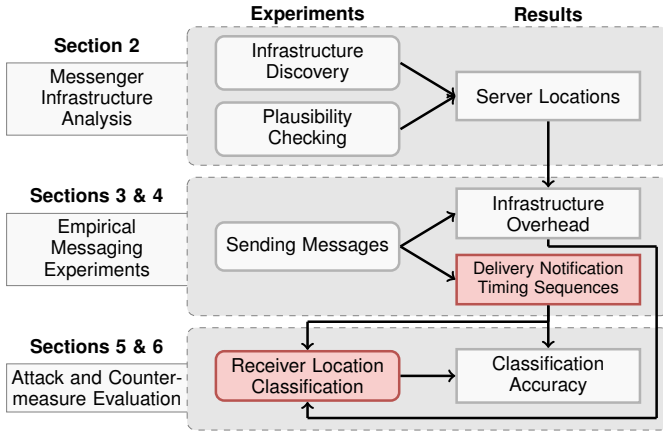 Experiments
Results
Section 2
Messenger
Infrastructure
Analysis
Infrastructure
Discovery
Plausibility
Checking
Server Locations
Sections 3 & 4
Empirical
Messaging
Experiments
Sending Messages
Infrastructure
Overhead
Delivery Notification
Timing Sequences
Sections 5 & 6
Attack and Counter-
measure Evaluation
Receiver Location
Classification
Classification
Accuracy